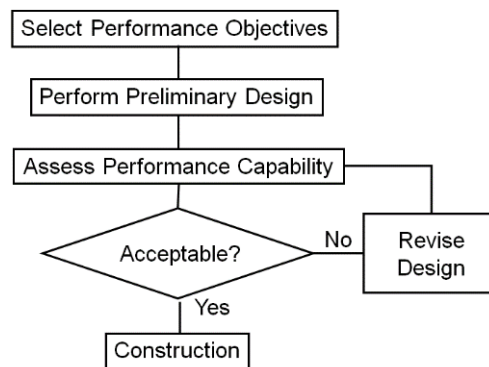 Select Performance Objectives
Perform Preliminary Design
Assess Performance Capability
Acceptable?
No
Revise
Design
Yes
Construction